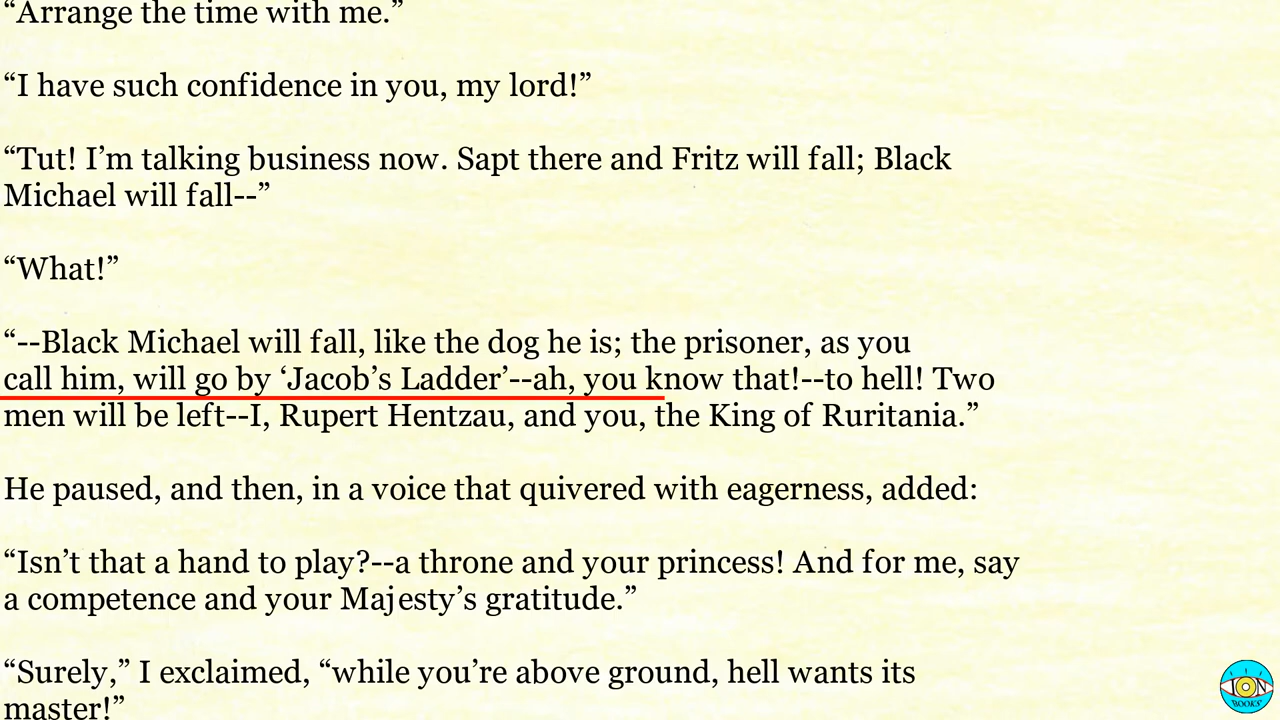 “Arrange the time with me.”
“I have such confidence in you, my lord!”
“Tut! I’m talking business now. Sapt there and Fritz will fall; Black
Michael will fall--”
“What!”
“--Black Michael will fall, like the dog he is; the prisoner, as you
call him, will go by ‘Jacob’s Ladder’--ah, you know that!--to hell! Two
men will be left--I, Rupert Hentzau, and you, the King of Ruritania.”
He paused, and then, in a voice that quivered with eagerness, added:
“Isn’t that a hand to play?--a throne and your princess! And for me, say
a competence and your Majesty’s gratitude.”
“Surely,” I exclaimed, “while you’re above ground, hell wants its
master!”
ION
BOOKS